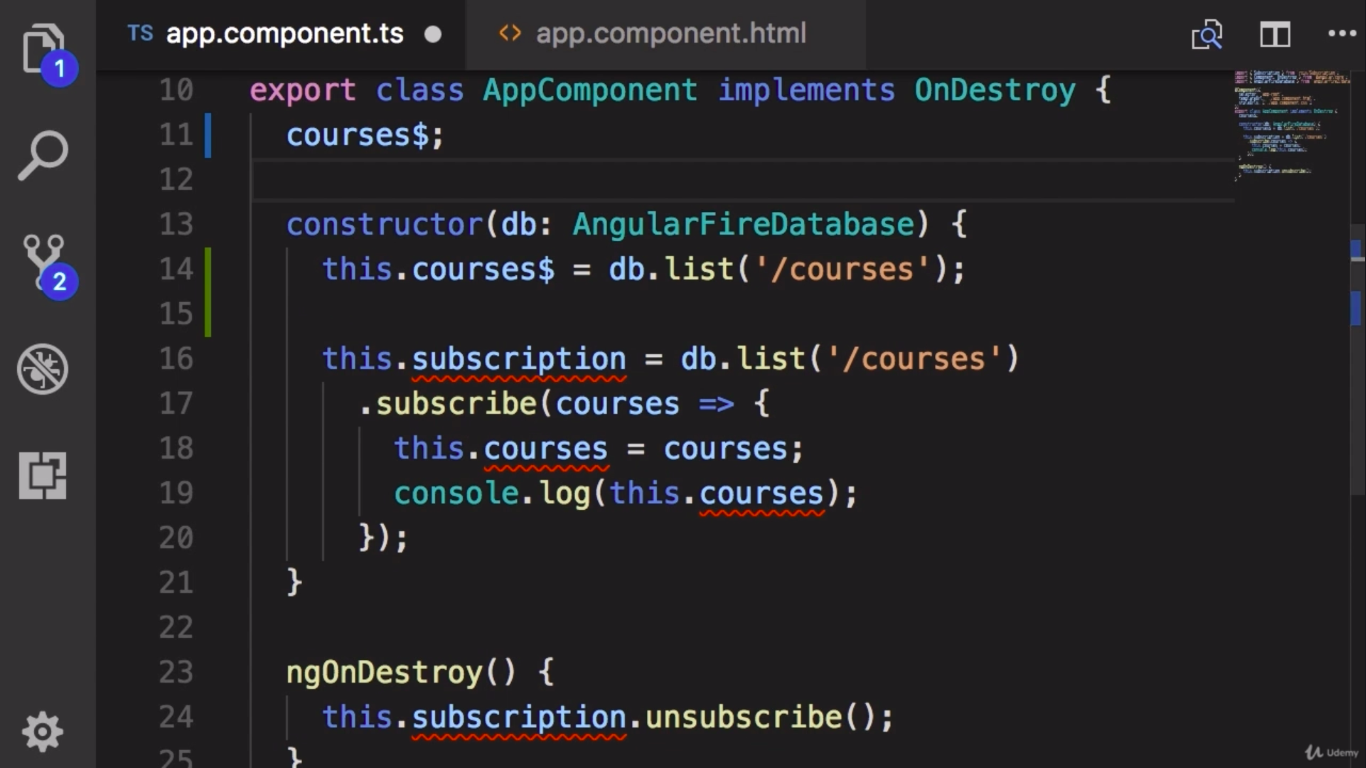 1
2
TS app.component.ts
<> app.component.html
10 export class AppComponent implements OnDestroy {
11 courses$;
12
13 constructor(db: AngularFireDatabase) {
14 this.courses$ = db.list('/courses');
15
16 this.subscription = db.list('/courses')
17 .subscribe(courses => {
18 this.courses = courses;
19 console.log(this.courses);
20 });
21 }
22
23 ngOnDestroy() {
24 this.subscription.unsubscribe();
25 }
Udemy